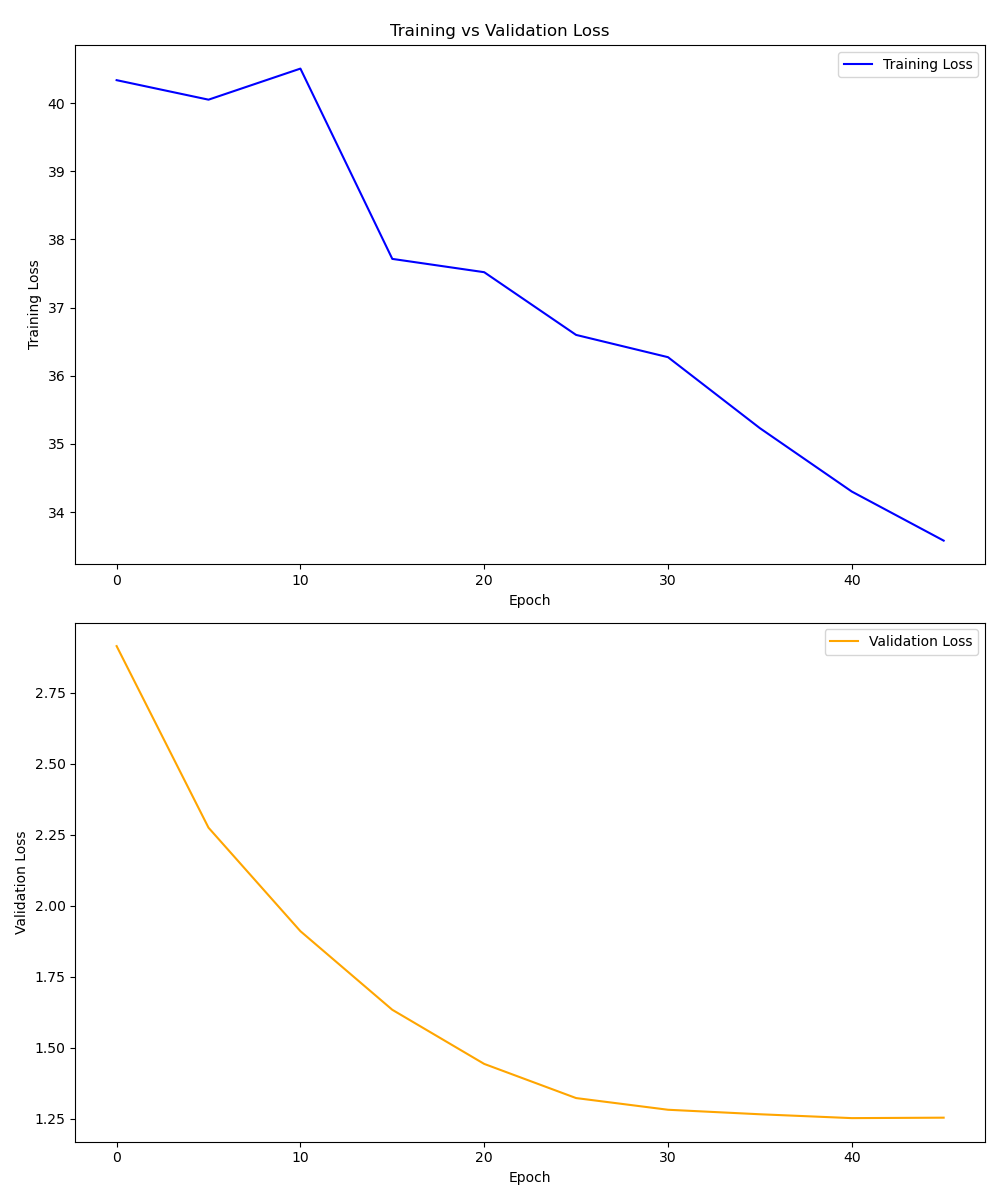 Training vs Validation Loss
Training Loss
40
39
38
37
36
35
34
Training Loss
0 10 20 30 40
Epoch
Validation Loss
2.75
2.50
2.25
2.00
1.75
1.50
1.25
Validation Loss
0 10 20 30 40
Epoch